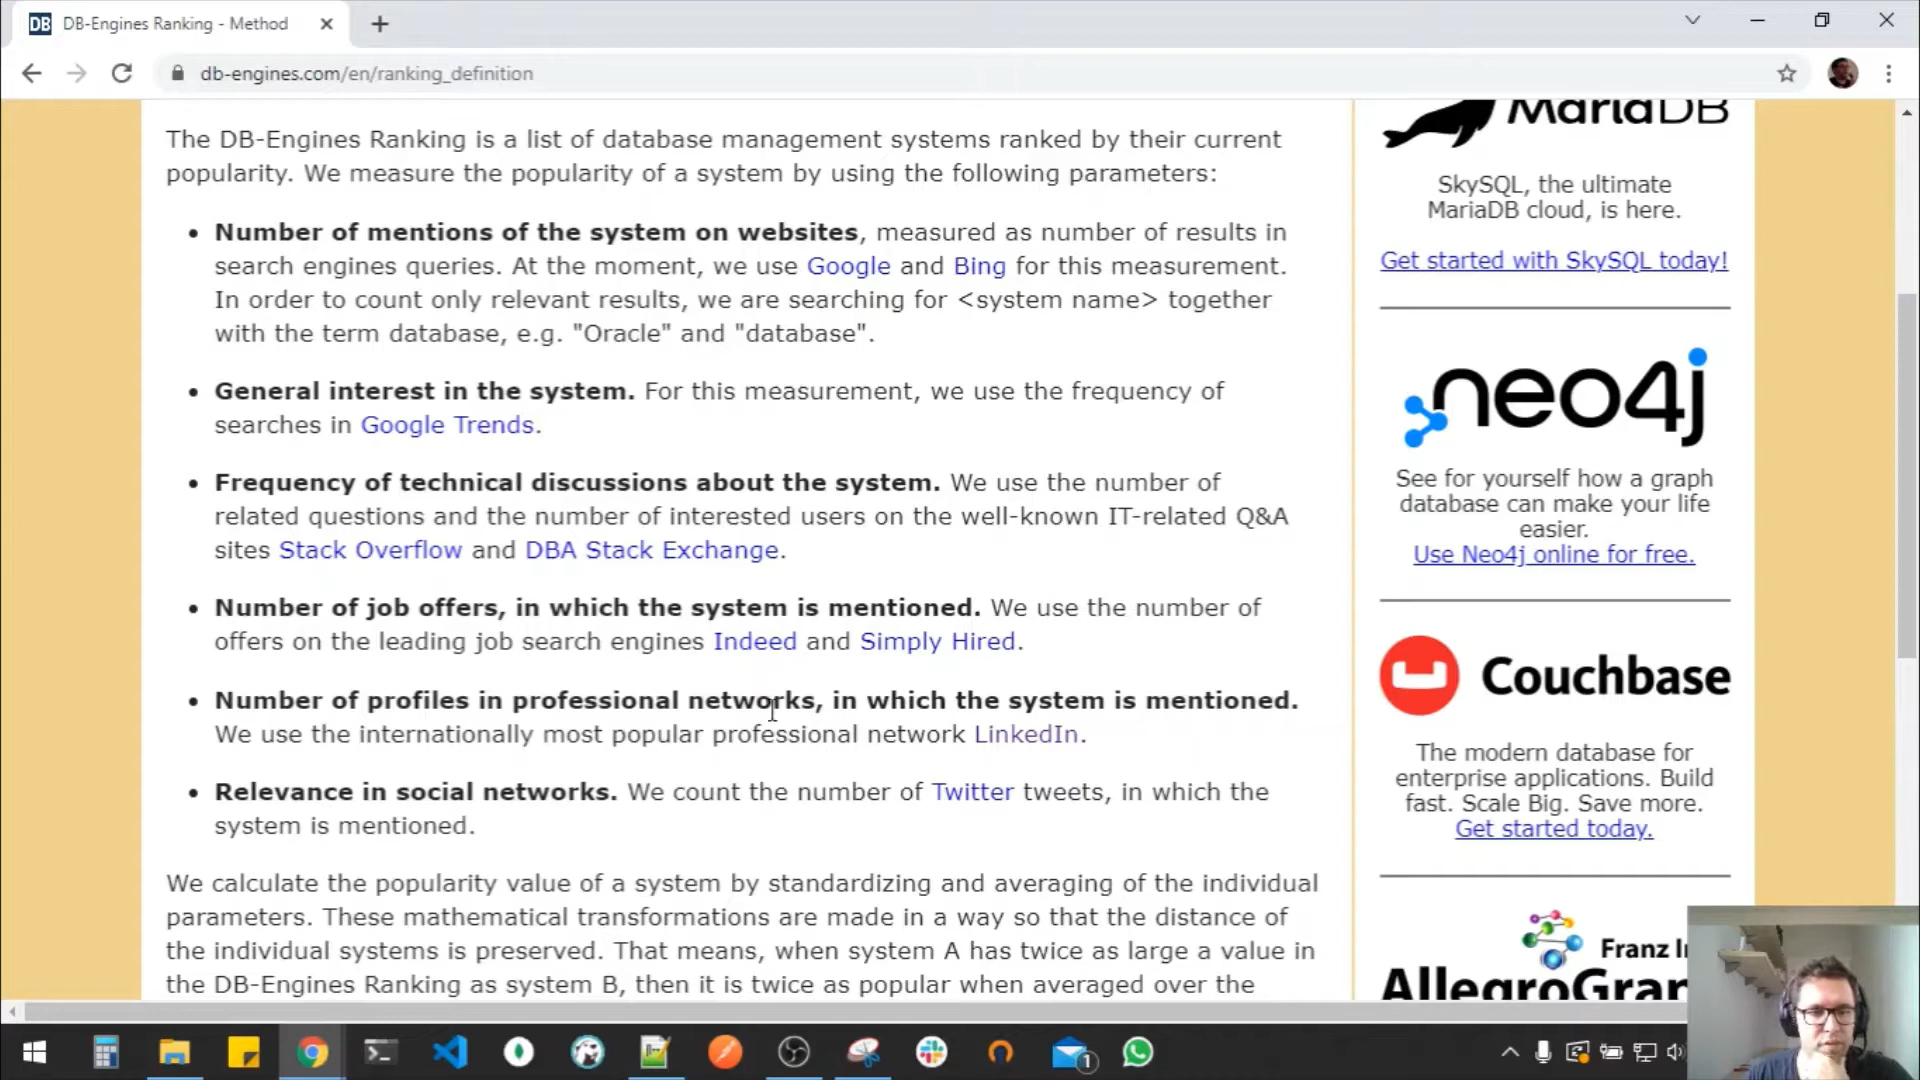 DB
DB-Engines Ranking - Method
db-engines.com/en/ranking_definition
The DB-Engines Ranking is a list of database management systems ranked by their current
popularity. We measure the popularity of a system by using the following parameters:
Number of mentions of the system on websites, measured as number of results in
search engines queries. At the moment, we use Google and Bing for this measurement.
In order to count only relevant results, we are searching for <system name> together
with the term database, e.g. "Oracle" and "database".
General interest in the system. For this measurement, we use the frequency of
searches in Google Trends.
Frequency of technical discussions about the system. We use the number of
related questions and the number of interested users on the well-known IT-related Q&A
sites Stack Overflow and DBA Stack Exchange.
Number of job offers, in which the system is mentioned. We use the number of
offers on the leading job search engines Indeed and Simply Hired.
Number of profiles in professional networks, in which the system is mentioned.
We use the internationally most popular professional network LinkedIn.
Relevance in social networks. We count the number of Twitter tweets, in which the
system is mentioned.
We calculate the popularity value of a system by standardizing and averaging of the individual
parameters. These mathematical transformations are made in a way so that the distance of
the individual systems is preserved. That means, when system A has twice as large a value in
the DB-Engines Ranking as system B, then it is twice as popular when averaged over the
MariaDB
SkySQL, the ultimate
MariaDB cloud, is here.
Get started with SkySQL today!
neo4j
See for yourself how a graph
database can make your life
easier.
Use Neo4j online for free.
Couchbase
The modern database for
enterprise applications. Build
fast. Scale Big. Save more.
Get started today.
Franz In
AllegroGra
1